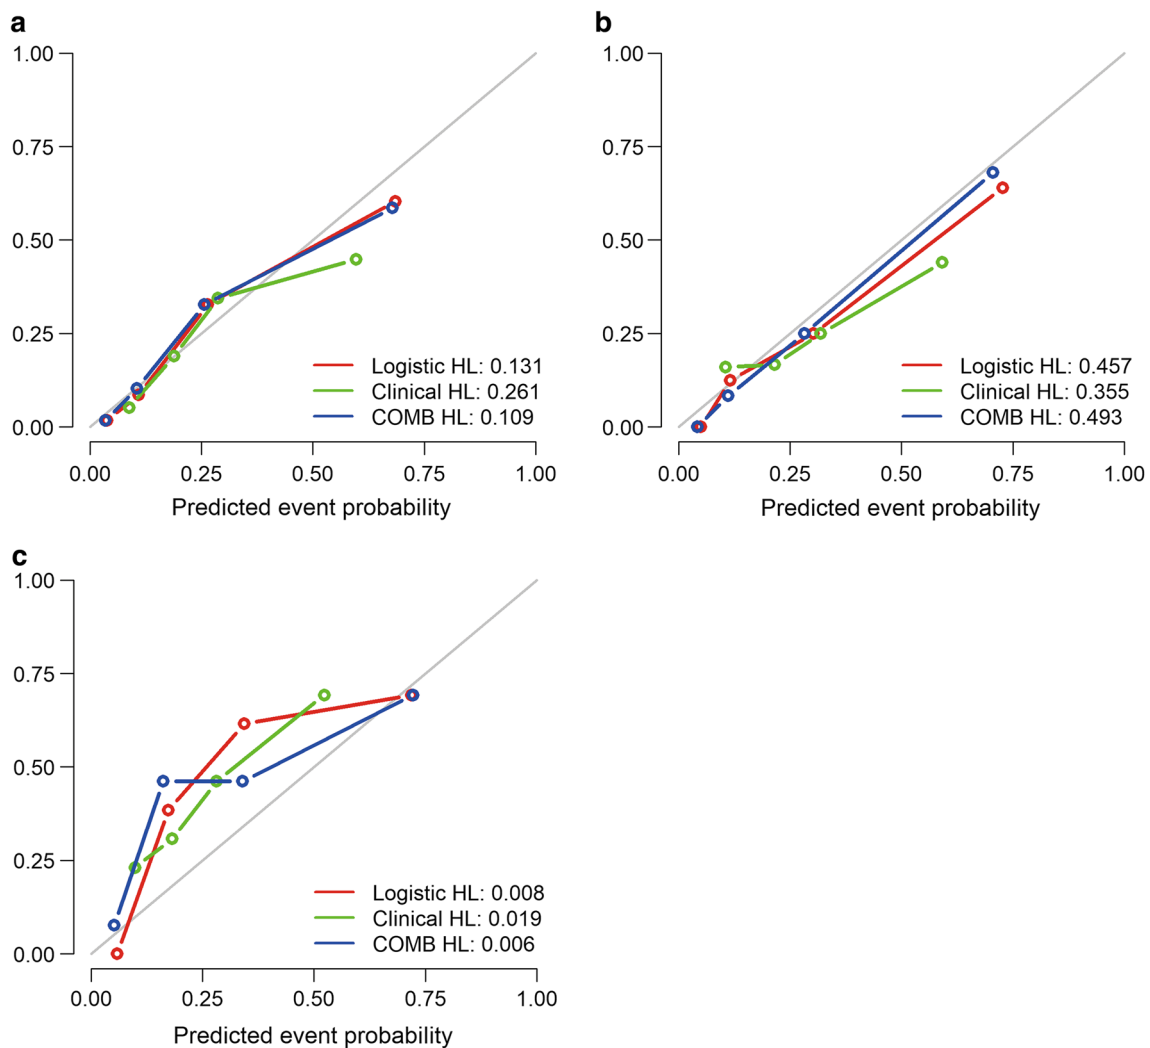 a
1.00
0.75
0.50
0.25
0.00
Logistic HL: 0.131
Clinical HL: 0.261
COMB HL: 0.109
0.00 0.25 0.50 0.75 1.00
Predicted event probability
b
1.00
0.75
0.50
0.25
0.00
Logistic HL: 0.457
Clinical HL: 0.355
COMB HL: 0.493
0.00 0.25 0.50 0.75 1.00
Predicted event probability
c
1.00
0.75
0.50
0.25
0.00
Logistic HL: 0.008
Clinical HL: 0.019
COMB HL: 0.006
0.00 0.25 0.50 0.75 1.00
Predicted event probability